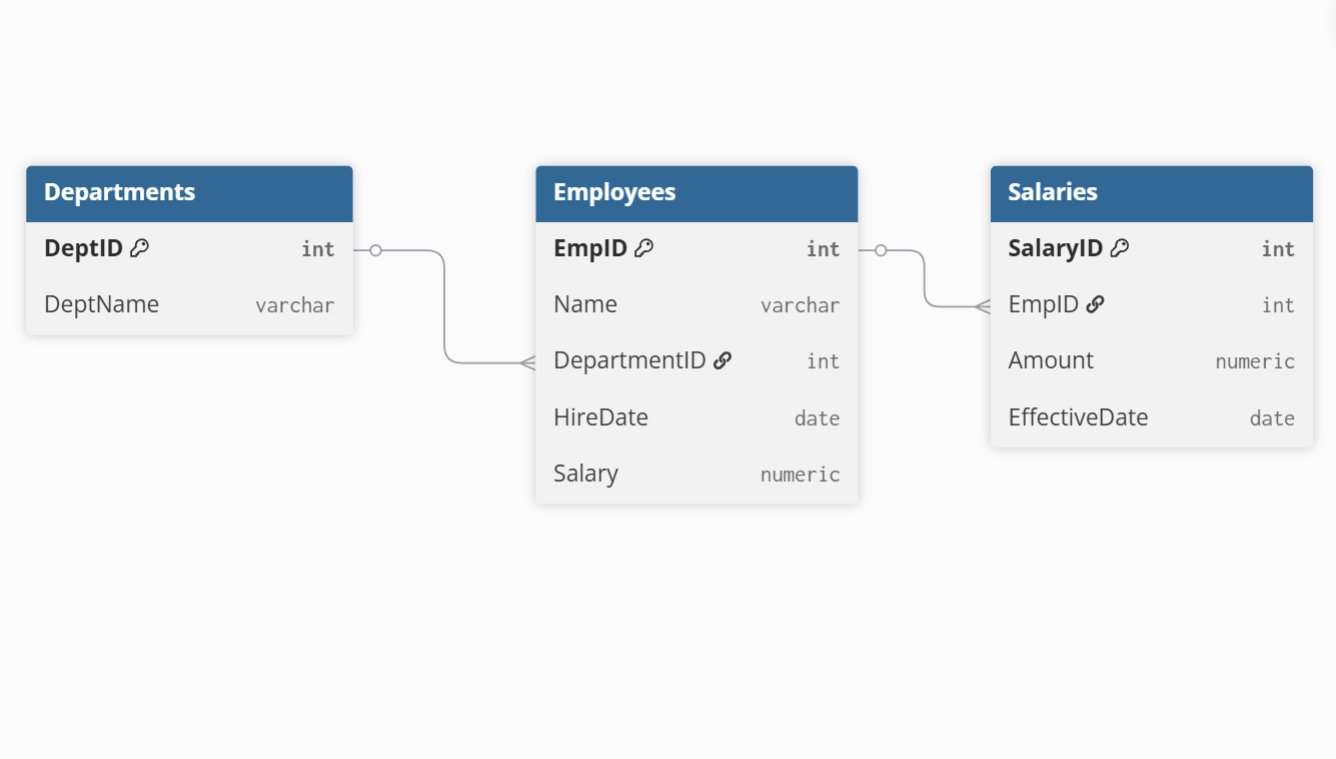 Departments
DeptID int
DeptName varchar
Employees
EmpID int
Name varchar
DepartmentID int
HireDate date
Salary numeric
Salaries
SalaryID int
EmpID int
Amount numeric
EffectiveDate date